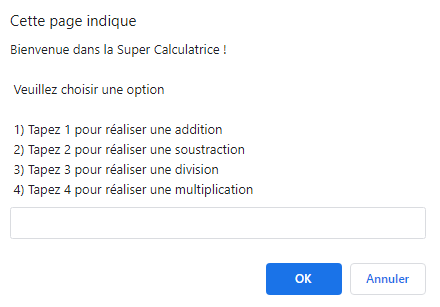 Cette page indique
Bienvenue dans la Super Calculatrice !
Veuillez choisir une option
1) Tapez 1 pour réaliser une addition
2) Tapez 2 pour réaliser une soustraction
3) Tapez 3 pour réaliser une division
4) Tapez 4 pour réaliser une multiplication
OK
Annuler